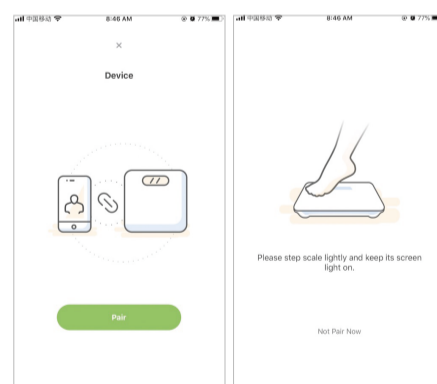 中国移动 8:46 AM 77%
Device
Pair
中国移动 8:46 AM 77%
Please step scale lightly and keep its screen
light on.
Not Pair Now